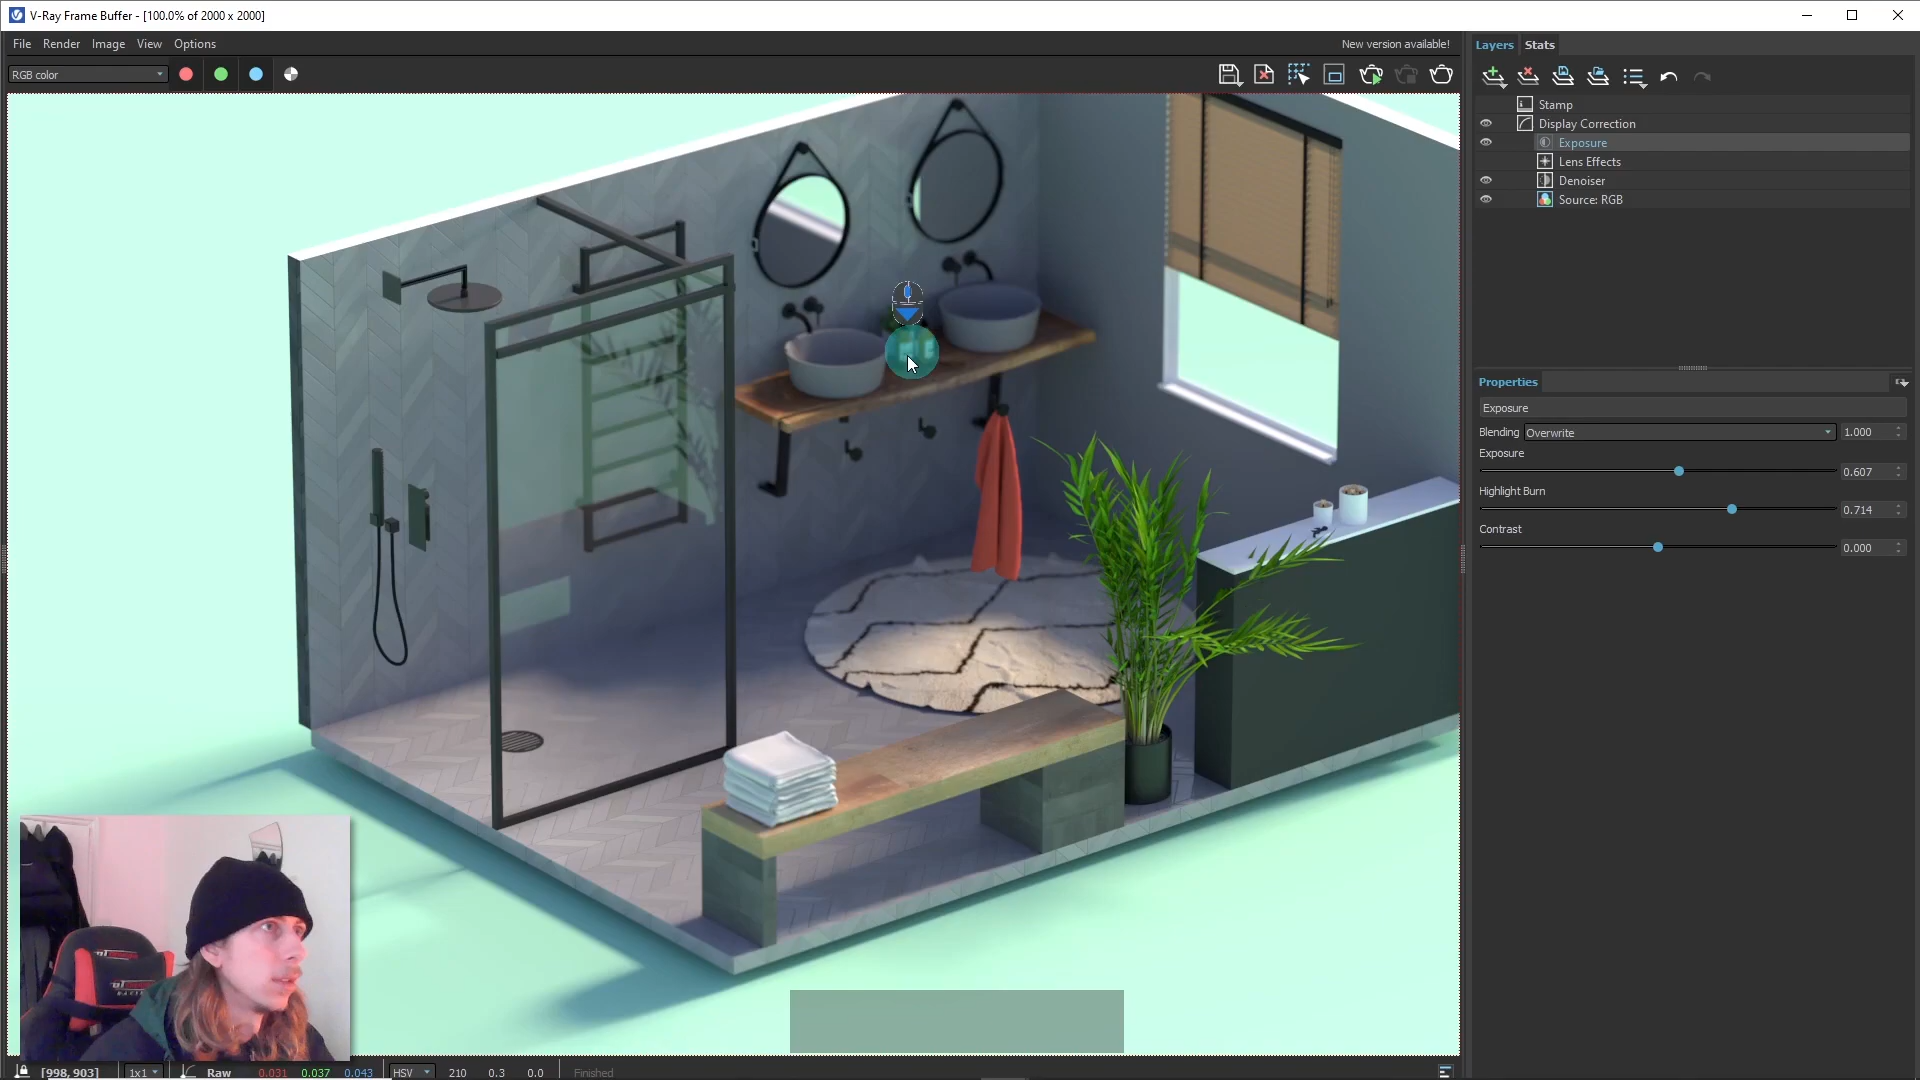 V-Ray Frame Buffer - [100.0% of 2000 x 2000]
File Render Image View Options
New version available!
RGB color
Layers Stats
Stamp
Display Correction
Exposure
Lens Effects
Denoiser
Source: RGB
Properties
Exposure
Blending Overwrite 1.000
Exposure
0.607
Highlight Burn
0.714
Contrast
0.000
[998, 903] 1x1 Raw 0.031 0.037 0.043 HSV 210 0.3 0.0 Finished